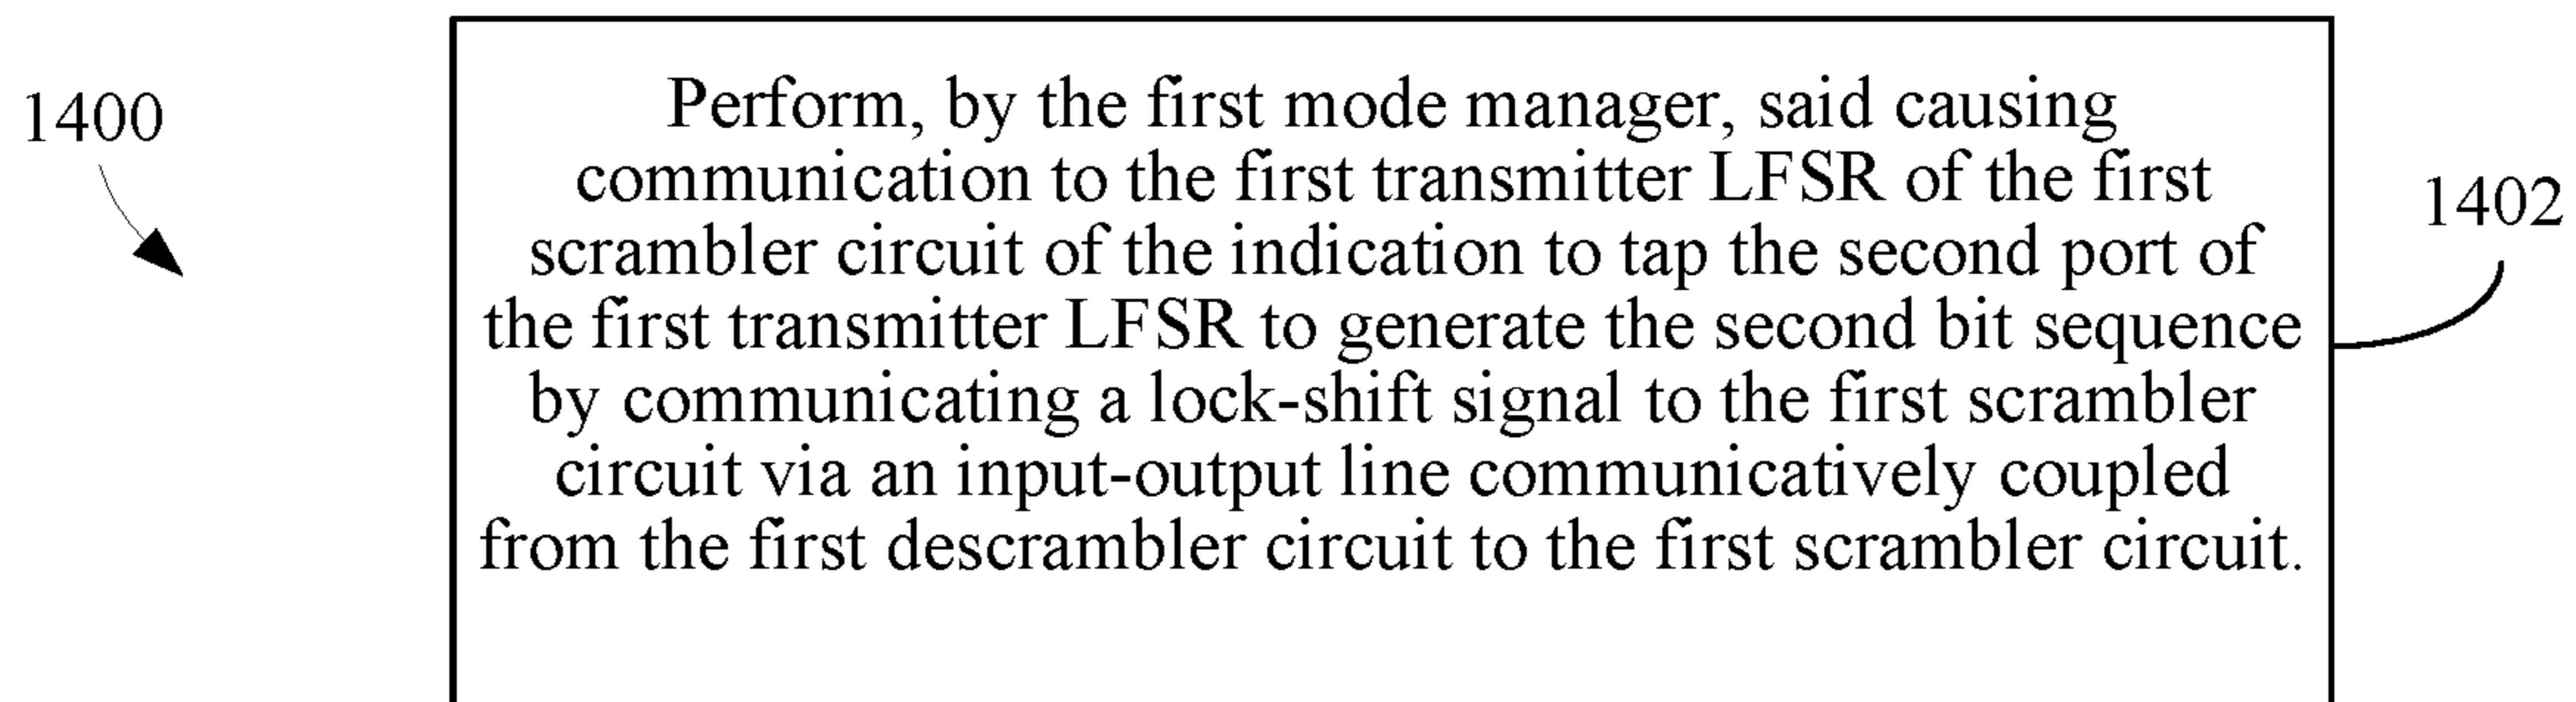 1400
Perform, by the first mode manager, said causing
communication to the first transmitter LFSR of the first
scrambler circuit of the indication to tap the second port of
the first transmitter LFSR to generate the second bit sequence
by communicating a lock-shift signal to the first scrambler
circuit via an input-output line communicatively coupled
from the first descrambler circuit to the first scrambler circuit.
1402